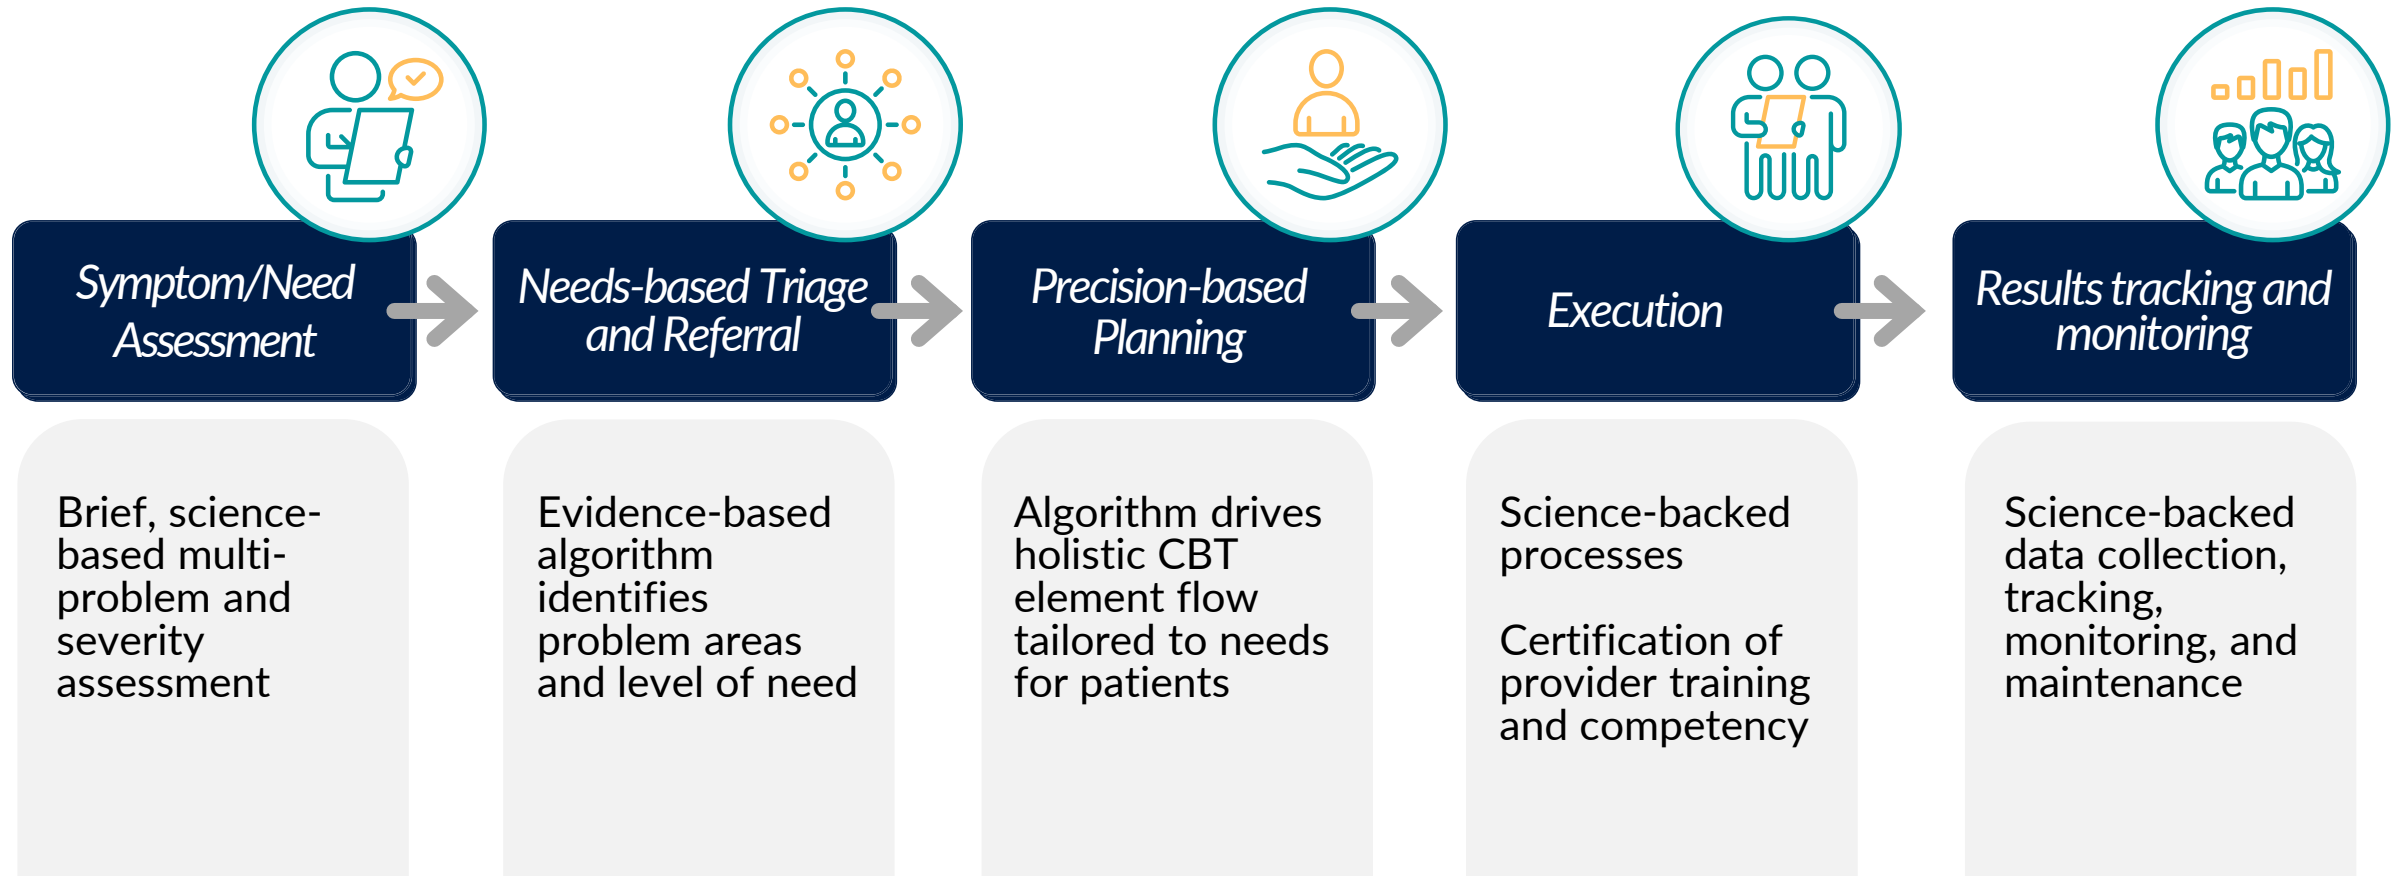 Symptom/Need
Assessment
Needs-based Triage
and Referral
Precision-based
Planning
Execution
Results tracking and
monitoring
Brief, science-
based multi-
problem and
severity
assessment
Evidence-based
algorithm
identifies
problem areas
and level of need
Algorithm drives
holistic CBT
element flow
tailored to needs
for patients
Science-backed
processes
Certification of
provider training
and competency
Science-backed
data collection,
tracking,
monitoring, and
maintenance